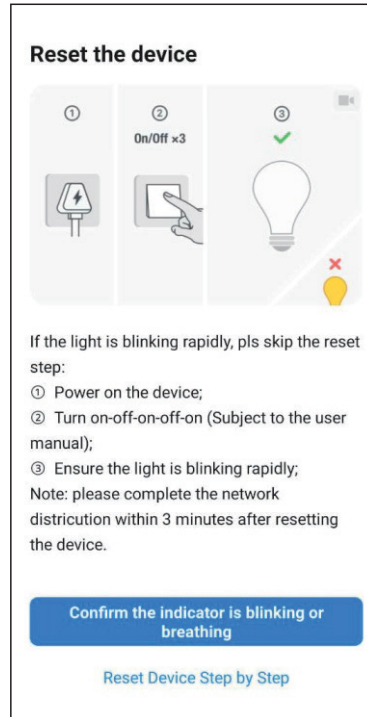 Reset the device
① ② ③
On/Off ×3
If the light is blinking rapidly, pls skip the reset
step:
① Power on the device;
② Turn on-off-on-off-on (Subject to the user
manual);
③ Ensure the light is blinking rapidly;
Note: please complete the network
districution within 3 minutes after resetting
the device.
Confirm the indicator is blinking or
breathing
Reset Device Step by Step